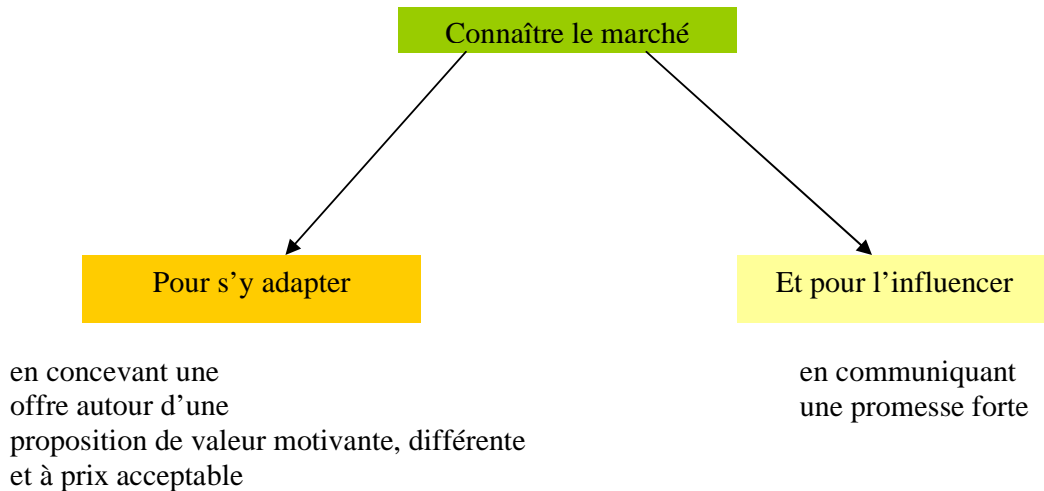 Connaître le marché
Pour s’y adapter
Et pour l’influencer
en concevant une
offre autour d’une
proposition de valeur motivante, différente
et à prix acceptable
en communiquant
une promesse forte